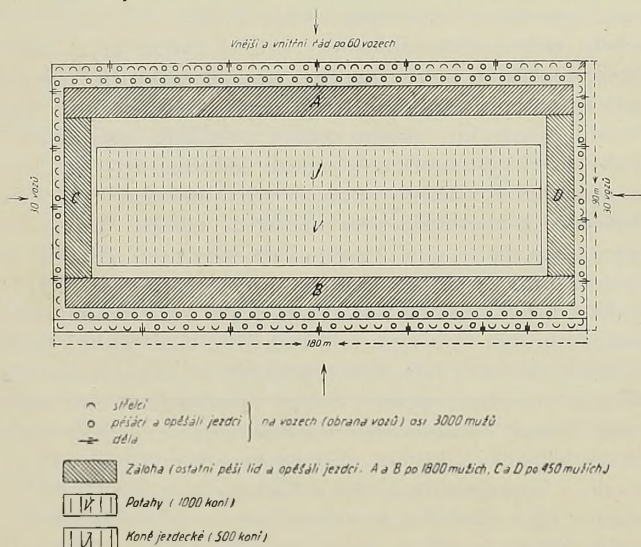 Vnější a vnitřní řád po 60 vozech
A
30 vozů
C
J
V
D
90 m
30 vozů
B
180 m
střelci
pěšáci a opěšálí jezdci
děla
na vozech (obrana vozů) asi 3000 mužů
Záloha (ostatní pěší lid a opěšálí jezdci. A a B po 1800 mužích, C a D po 450 mužích)
V Potahy (1000 koní)
J Koně jezdecké (500 koní)